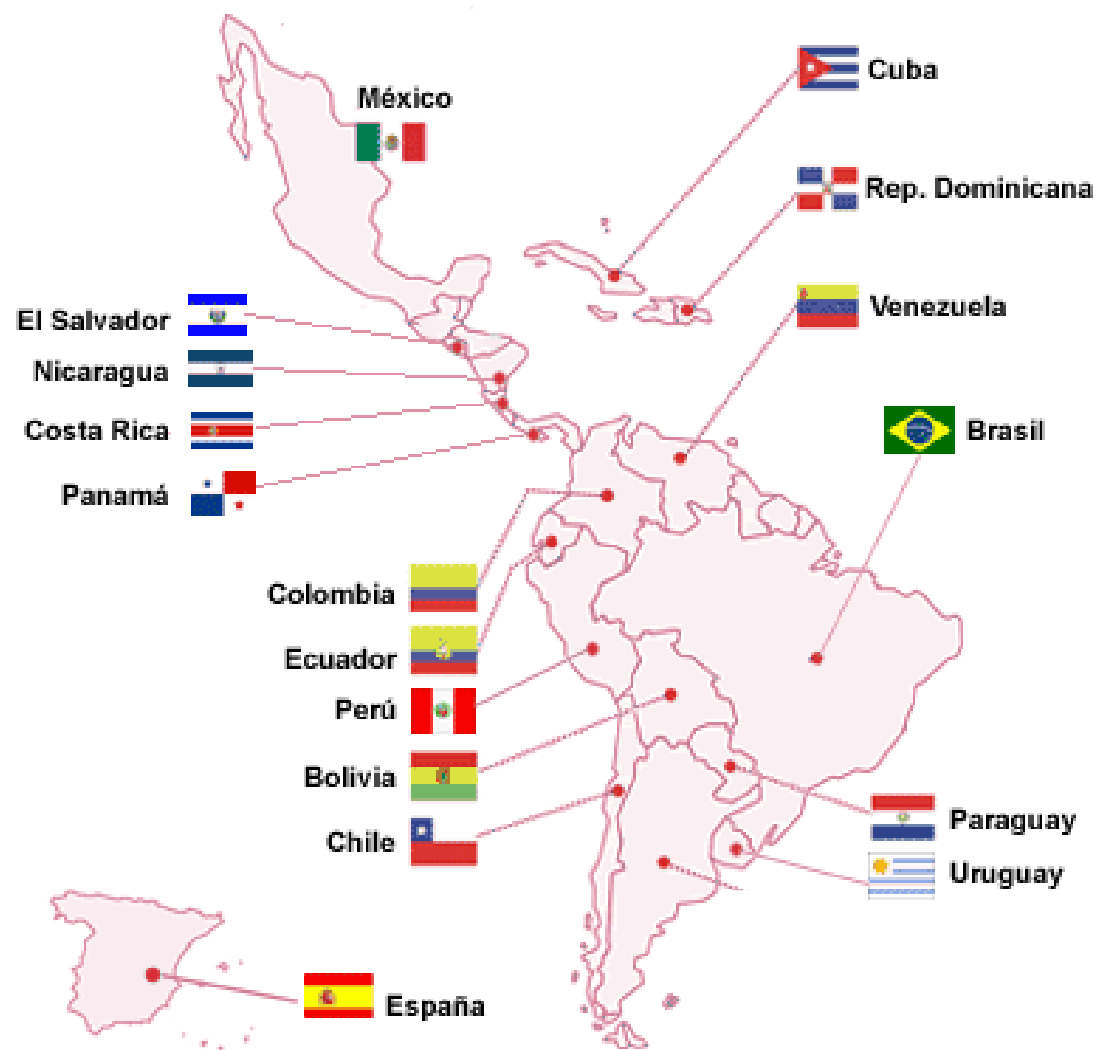 México
Cuba
Rep. Dominicana
Venezuela
El Salvador
Nicaragua
Costa Rica
Panamá
Brasil
Colombia
Ecuador
Perú
Bolivia
Chile
Paraguay
Uruguay
España